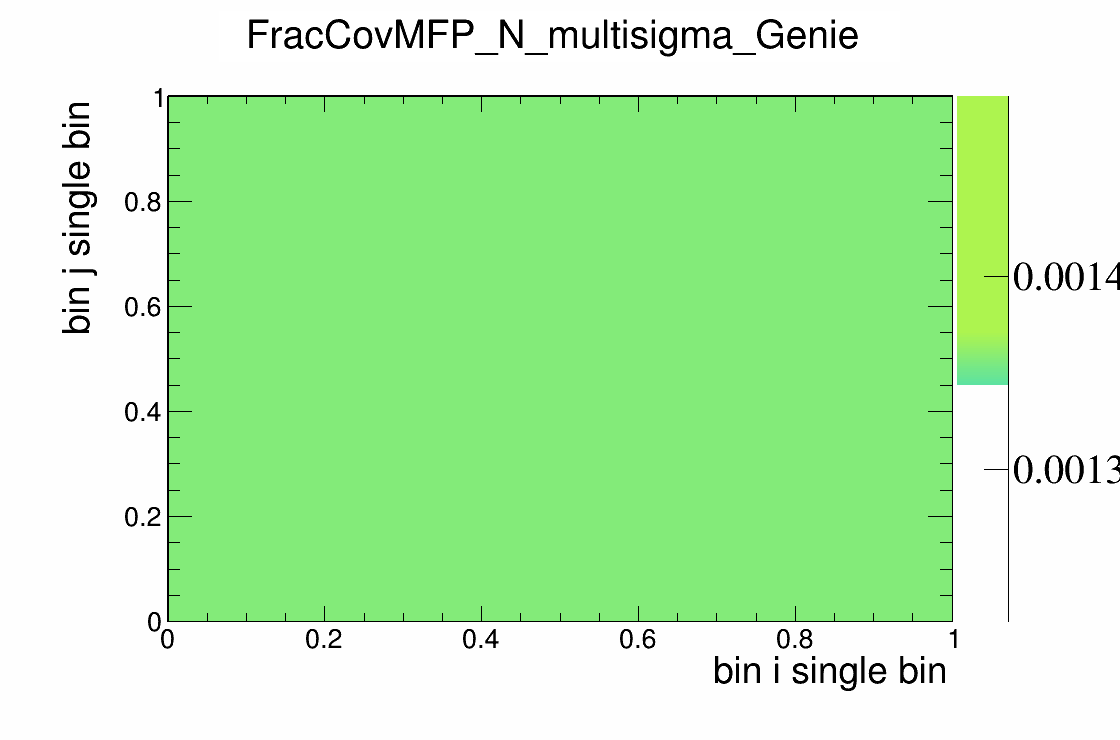 FracCovMFP_N_multisigma_Genie
bin j single bin
1
0.8
0.6
0.4
0.2
0
0 0.2 0.4 0.6 0.8 1
bin i single bin
0.0014
0.0013